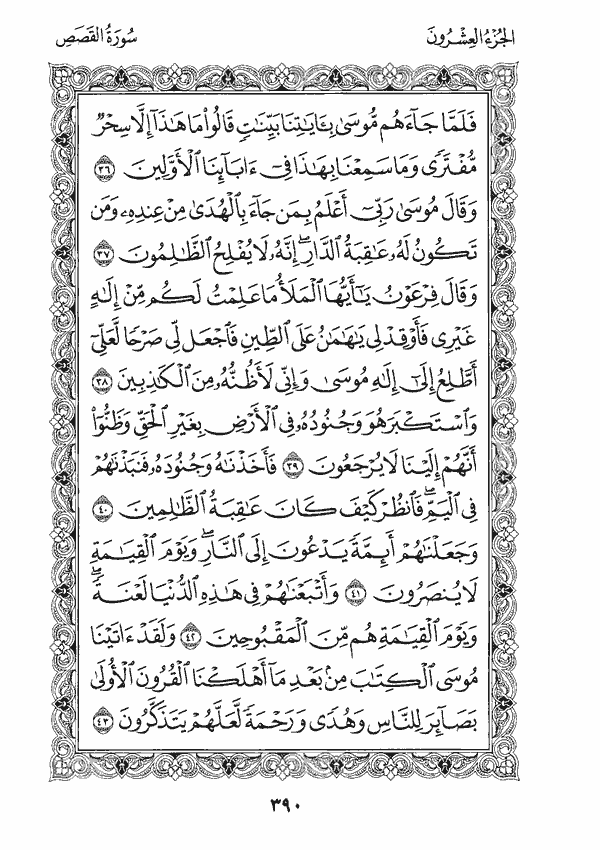 الجزء العشرون
سورة القصص
فَلَمَّا جَآءَهُم مُّوسَىٰ بِـَٔايَٰتِنَا بَيِّنَٰتٍ قَالُوا۟ مَا هَٰذَآ إِلَّا سِحْرٌ
مُّفْتَرًى وَمَا سَمِعْنَا بِهَٰذَا فِىٓ ءَابَآئِنَا ٱلْأَوَّلِينَ ٣٦
وَقَالَ مُوسَىٰ رَبِّىٓ أَعْلَمُ بِمَن جَآءَ بِٱلْهُدَىٰ مِنْ عِندِهِۦ وَمَن
تَكُونُ لَهُۥ عَٰقِبَةُ ٱلدَّارِ ۖ إِنَّهُۥ لَا يُفْلِحُ ٱلظَّٰلِمُونَ ٣٧
وَقَالَ فِرْعَوْنُ يَٰٓأَيُّهَا ٱلْمَلَأُ مَا عَلِمْتُ لَكُم مِّنْ إِلَٰهٍ
غَيْرِى فَأَوْقِدْ لِى يَٰهَٰمَٰنُ عَلَى ٱلطِّينِ فَٱجْعَل لِّى صَرْحًا لَّعَلِّىٓ
أَطَّلِعُ إِلَىٰٓ إِلَٰهِ مُوسَىٰ وَإِنِّى لَأَظُنُّهُۥ مِنَ ٱلْكَٰذِبِينَ ٣٨
وَٱسْتَكْبَرَ هُوَ وَجُنُودُهُۥ فِى ٱلْأَرْضِ بِغَيْرِ ٱلْحَقِّ وَظَنُّوٓا۟
أَنَّهُمْ إِلَيْنَا لَا يُرْجَعُونَ ٣٩ فَأَخَذْنَٰهُ وَجُنُودَهُۥ فَنَبَذْنَٰهُمْ
فِى ٱلْيَمِّ ۖ فَٱنظُرْ كَيْفَ كَانَ عَٰقِبَةُ ٱلظَّٰلِمِينَ ٤٠
وَجَعَلْنَٰهُمْ أَئِمَّةً يَدْعُونَ إِلَى ٱلنَّارِ ۖ وَيَوْمَ ٱلْقِيَٰمَةِ
لَا يُنصَرُونَ ٤١ وَأَتْبَعْنَٰهُمْ فِى هَٰذِهِ ٱلدُّنْيَا لَعْنَةً ۖ
وَيَوْمَ ٱلْقِيَٰمَةِ هُم مِّنَ ٱلْمَقْبُوحِينَ ٤٢ وَلَقَدْ ءَاتَيْنَا
مُوسَى ٱلْكِتَٰبَ مِنۢ بَعْدِ مَآ أَهْلَكْنَا ٱلْقُرُونَ ٱلْأُولَىٰ
بَصَآئِرَ لِلنَّاسِ وَهُدًى وَرَحْمَةً لَّعَلَّهُمْ يَتَذَكَّرُونَ ٤٣
٣٩٠